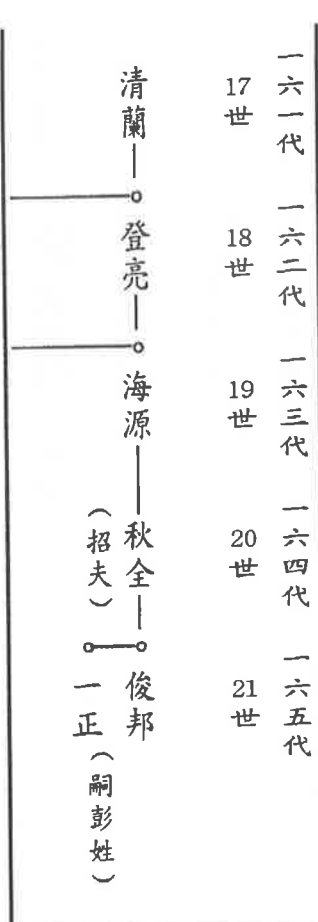 一六一代 一六二代 一六三代 一六四代 一六五代
17世 18世 19世 20世 21世
清蘭 登亮 海源 秋全 俊邦
（招夫） 一正（嗣彭姓）